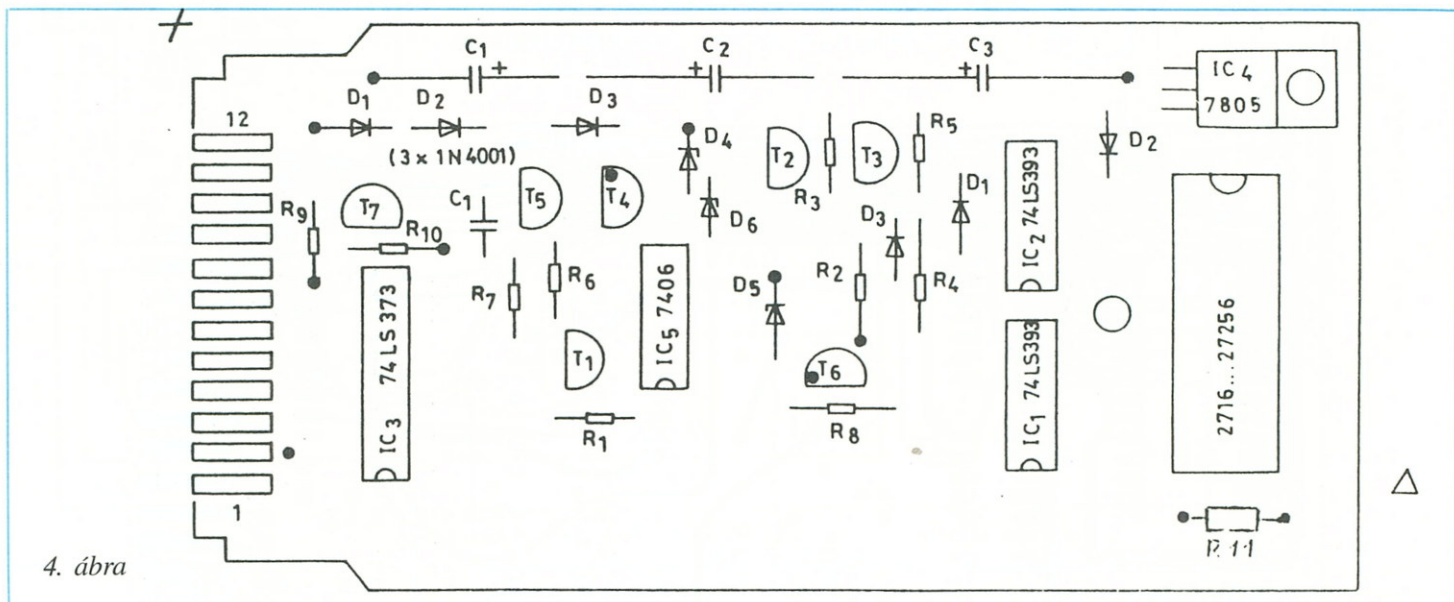 C1 + + C2 + C3
IC4
7805
12
D1 D2 D3 D4 T2 R3 T3 R5 D2
(3 x 1N4001)
R9 T7 R10 C1 T5 T4 D6 D3 D1 IC2 74LS393
R7 R6 D5 R2 R4
IC3 74LS373
T1 IC5 7406 T6 IC1 74LS393 2716...27256
R1 R8
1
R11
4. ábra